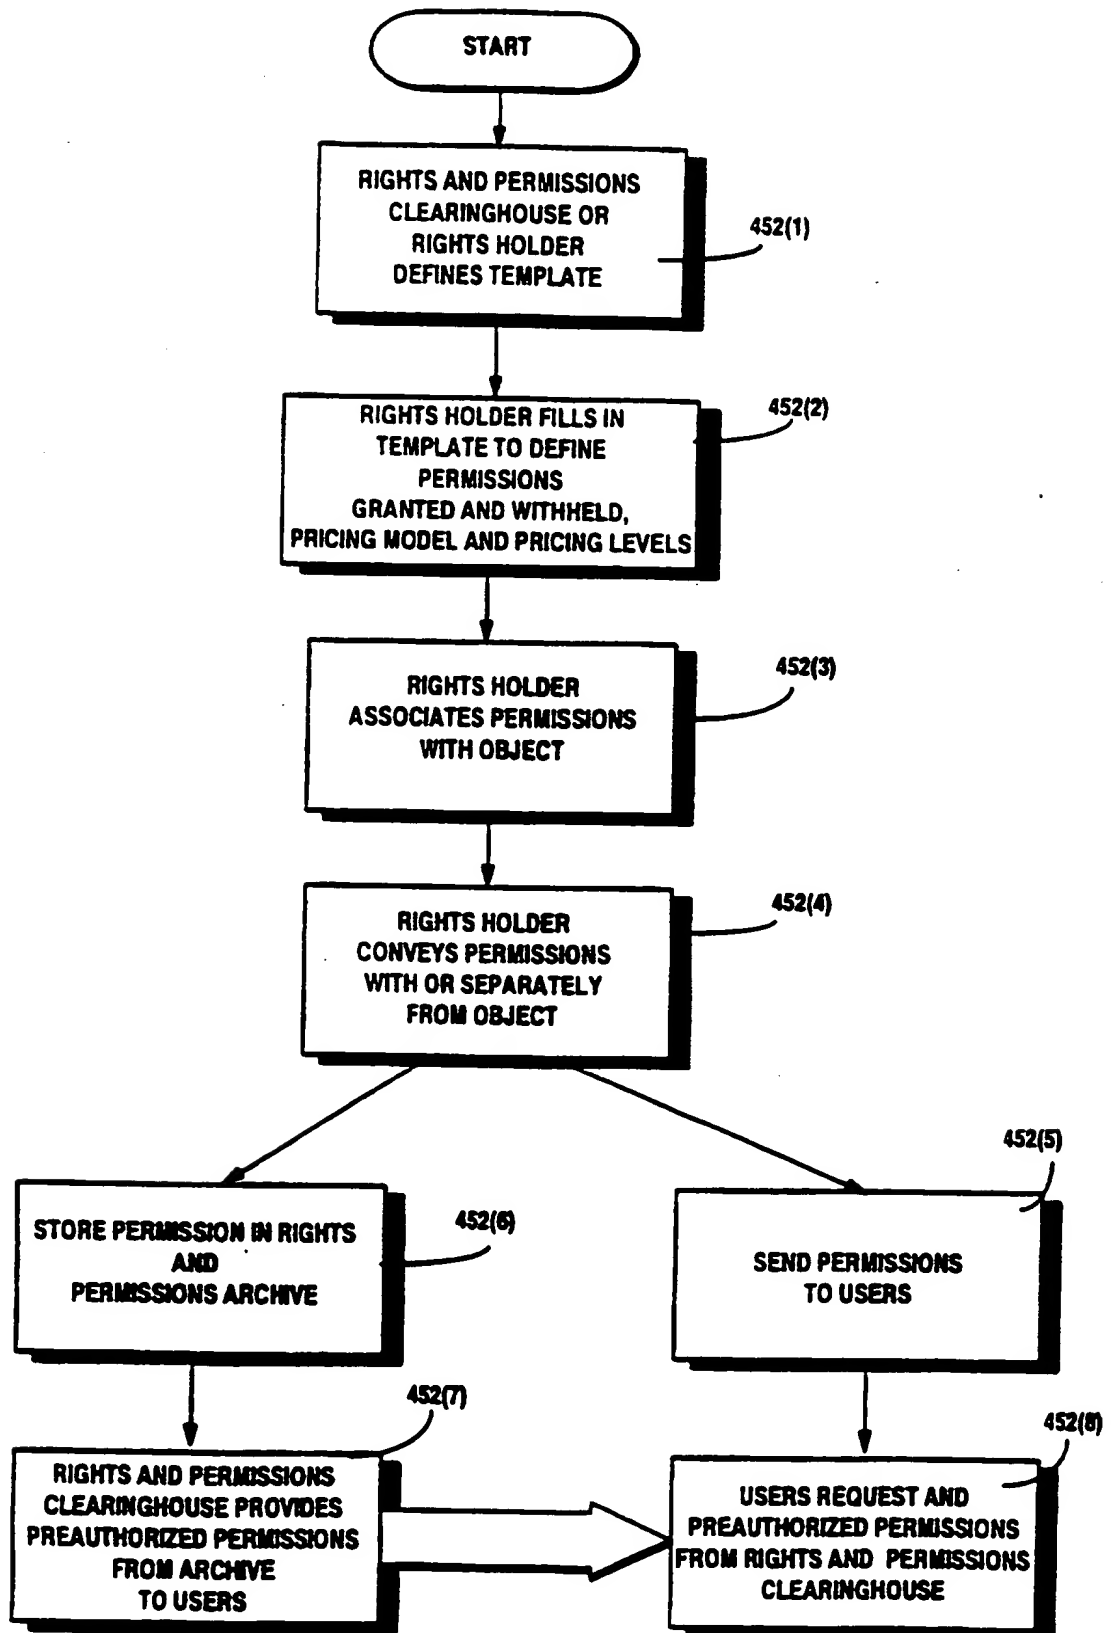 START
RIGHTS AND PERMISSIONS
CLEARINGHOUSE OR
RIGHTS HOLDER
DEFINES TEMPLATE
452(1)
RIGHTS HOLDER FILLS IN
TEMPLATE TO DEFINE
PERMISSIONS
GRANTED AND WITHHELD,
PRICING MODEL AND PRICING LEVELS
452(2)
RIGHTS HOLDER
ASSOCIATES PERMISSIONS
WITH OBJECT
452(3)
RIGHTS HOLDER
CONVEYS PERMISSIONS
WITH OR SEPARATELY
FROM OBJECT
452(4)
STORE PERMISSION IN RIGHTS
AND
PERMISSIONS ARCHIVE
452(6)
SEND PERMISSIONS
TO USERS
452(5)
RIGHTS AND PERMISSIONS
CLEARINGHOUSE PROVIDES
PREAUTHORIZED PERMISSIONS
FROM ARCHIVE
TO USERS
452(7)
USERS REQUEST AND
PREAUTHORIZED PERMISSIONS
FROM RIGHTS AND PERMISSIONS
CLEARINGHOUSE
452(8)